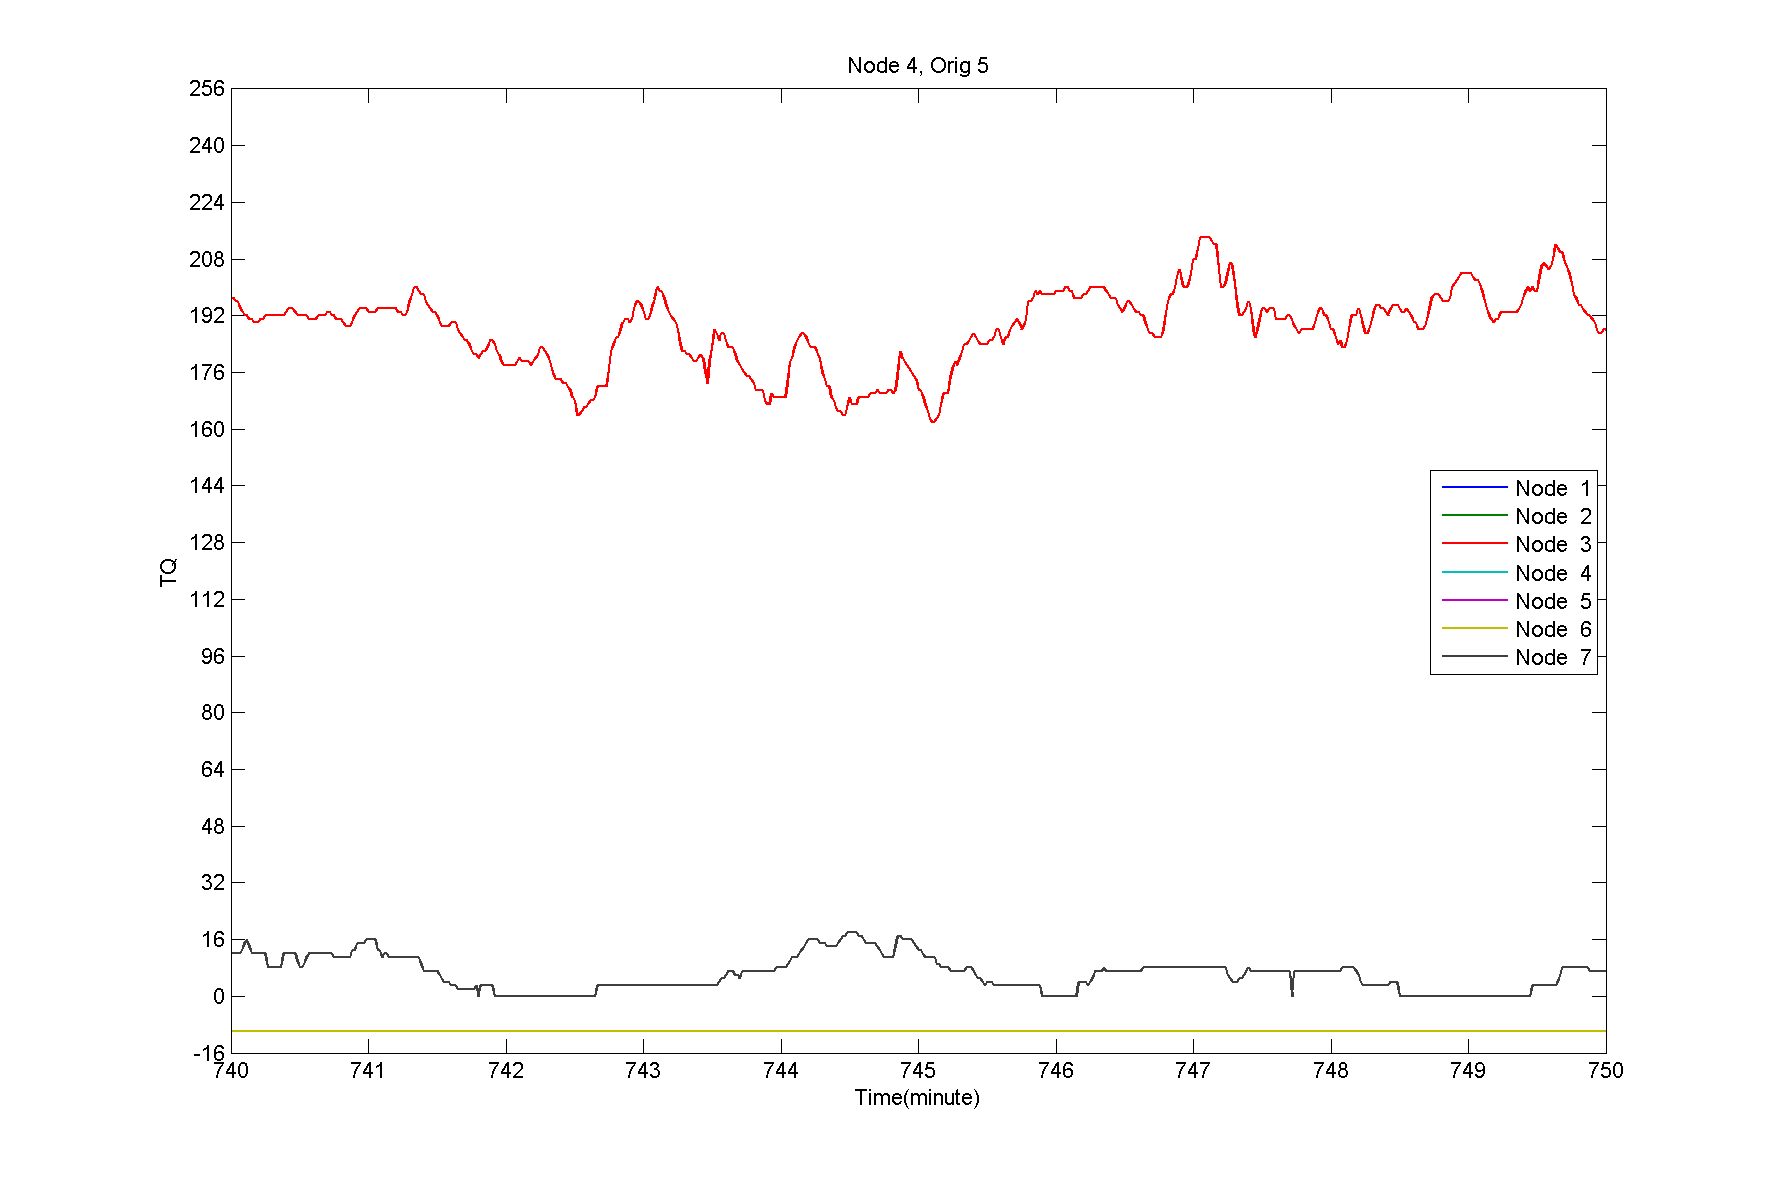 Node 4, Orig 5
256
240
224
208
192
176
160
144
128
112
96
80
64
48
32
16
0
-16
TQ
Node 1
Node 2
Node 3
Node 4
Node 5
Node 6
Node 7
740 741 742 743 744 745 746 747 748 749 750
Time(minute)